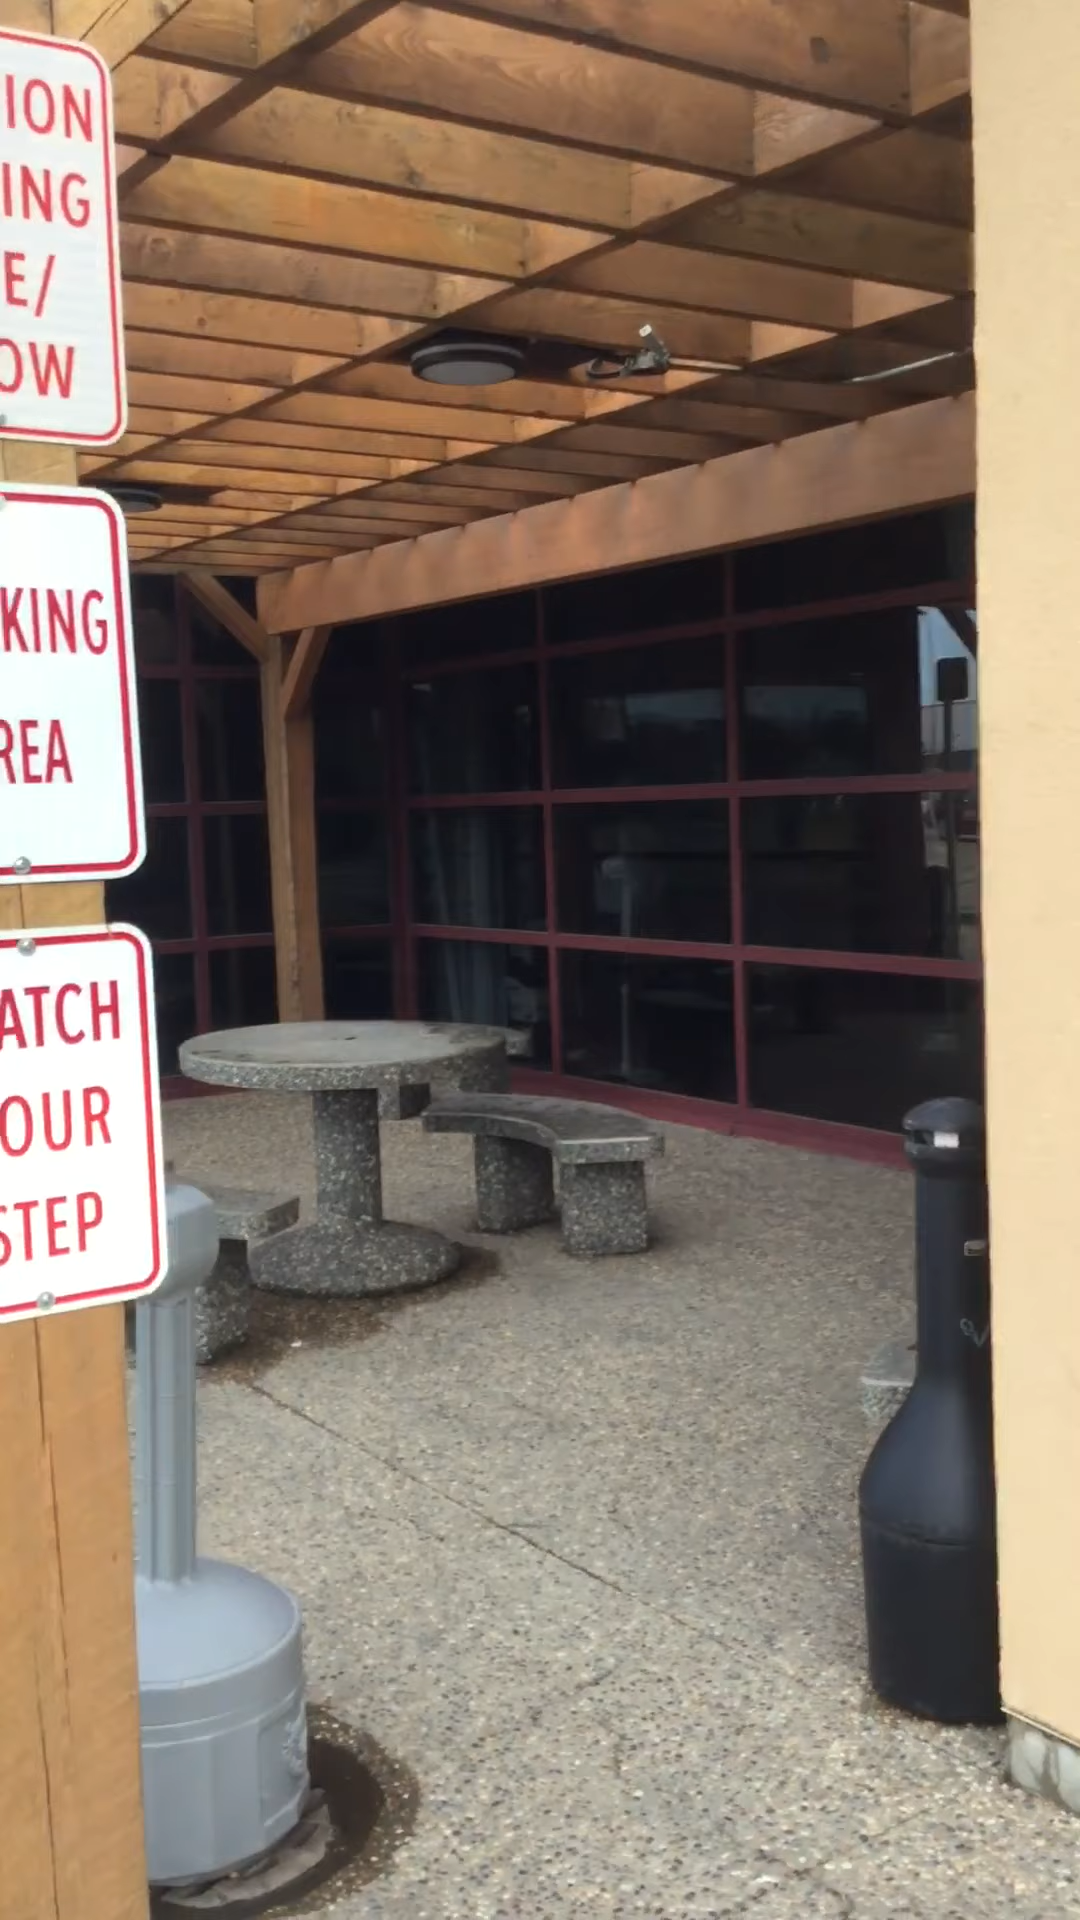 ION
ING
E/
OW
KING
REA
ATCH
OUR
STEP